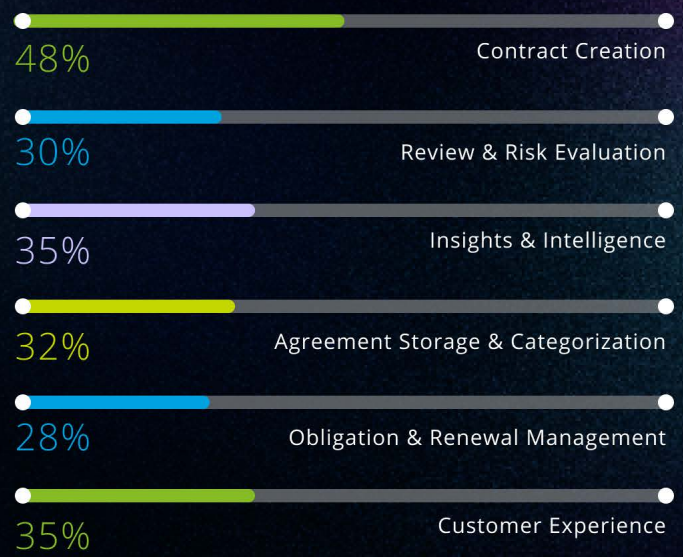 48%
Contract Creation
30%
Review & Risk Evaluation
35%
Insights & Intelligence
32%
Agreement Storage & Categorization
28%
Obligation & Renewal Management
35%
Customer Experience